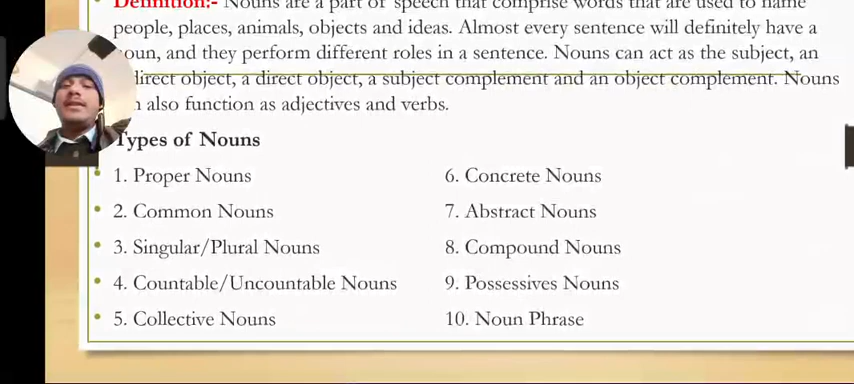 Definition:- Nouns are a part of speech that comprise words that are used to name
people, places, animals, objects and ideas. Almost every sentence will definitely have a
noun, and they perform different roles in a sentence. Nouns can act as the subject, an
direct object, a direct object, a subject complement and an object complement. Nouns
also function as adjectives and verbs.
Types of Nouns
1. Proper Nouns
2. Common Nouns
3. Singular/Plural Nouns
4. Countable/Uncountable Nouns
5. Collective Nouns
6. Concrete Nouns
7. Abstract Nouns
8. Compound Nouns
9. Possessives Nouns
10. Noun Phrase